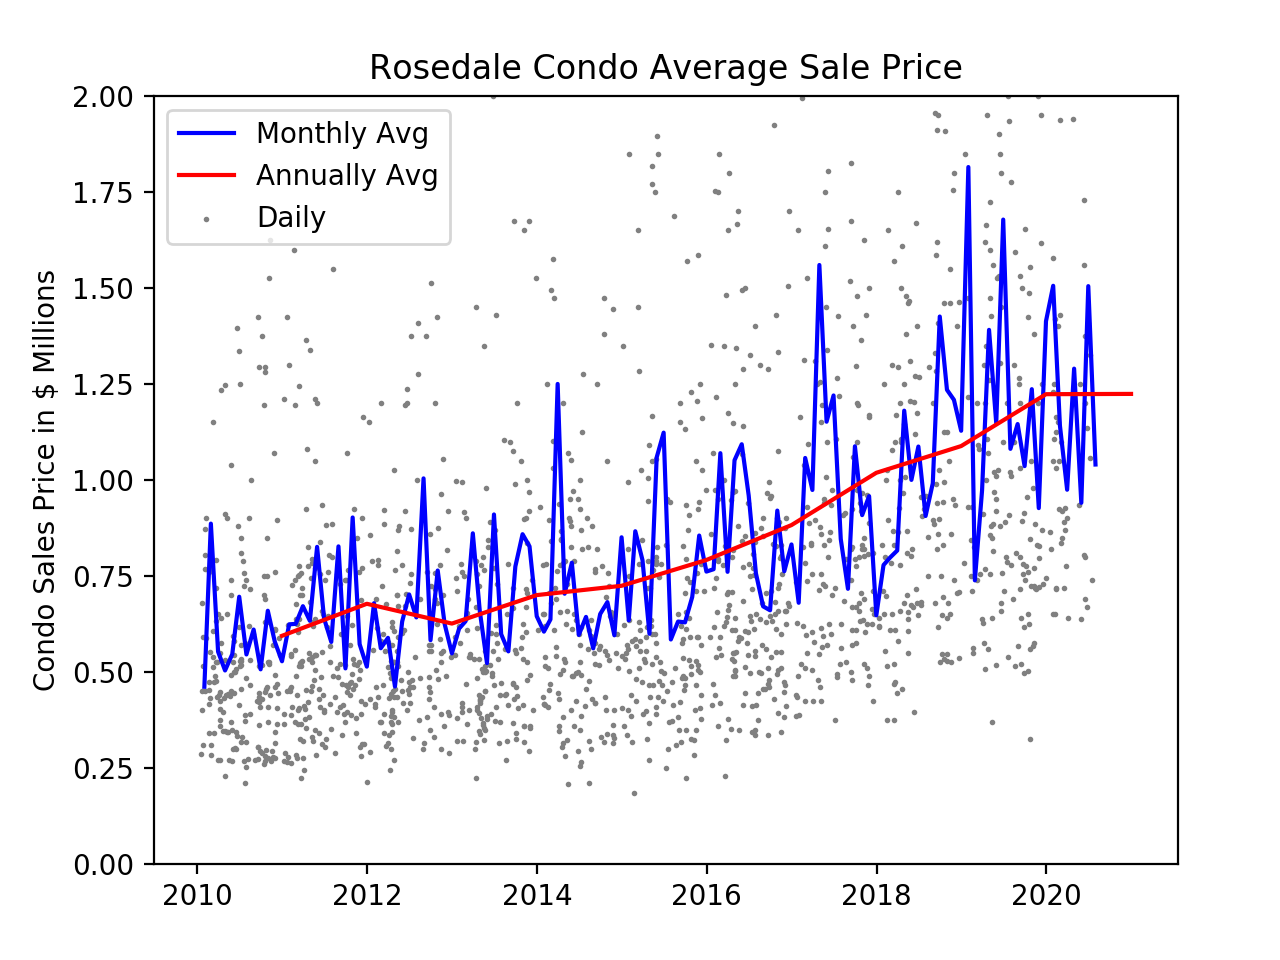 Rosedale Condo Average Sale Price
Monthly Avg
Annually Avg
Daily
Condo Sales Price in $ Millions
2.00
1.75
1.50
1.25
1.00
0.75
0.50
0.25
0.00
2010 2012 2014 2016 2018 2020